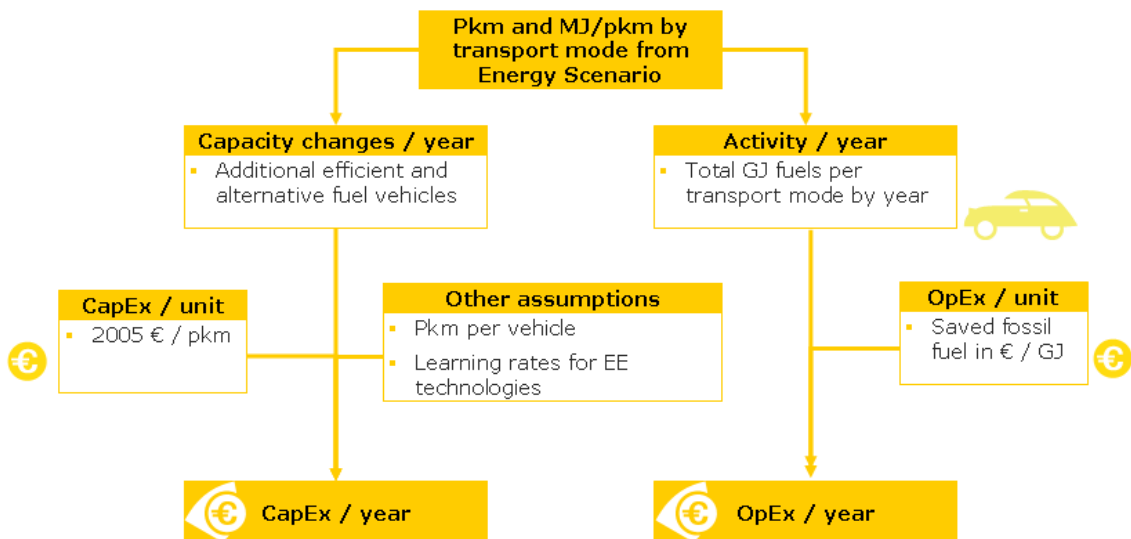 Pkm and MJ/pkm by
transport mode from
Energy Scenario
Capacity changes / year
▪ Additional efficient and
alternative fuel vehicles
Activity / year
▪ Total GJ fuels per
transport mode by year
CapEx / unit
▪ 2005 € / pkm
Other assumptions
▪ Pkm per vehicle
▪ Learning rates for EE
technologies
OpEx / unit
▪ Saved fossil
fuel in € / GJ
€
€
€ CapEx / year
€ OpEx / year